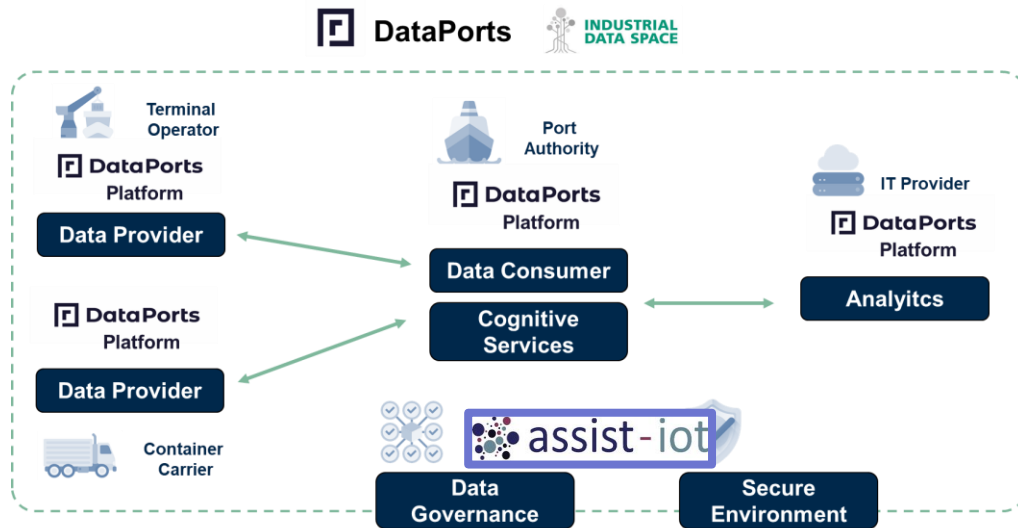 DataPorts
INDUSTRIAL
DATA SPACE
Terminal
Operator
DataPorts
Platform
Data Provider
DataPorts
Platform
Data Provider
Container
Carrier
Port
Authority
DataPorts
Platform
Data Consumer
Cognitive
Services
IT Provider
DataPorts
Platform
Analyitcs
assist-iot
Data
Governance
Secure
Environment